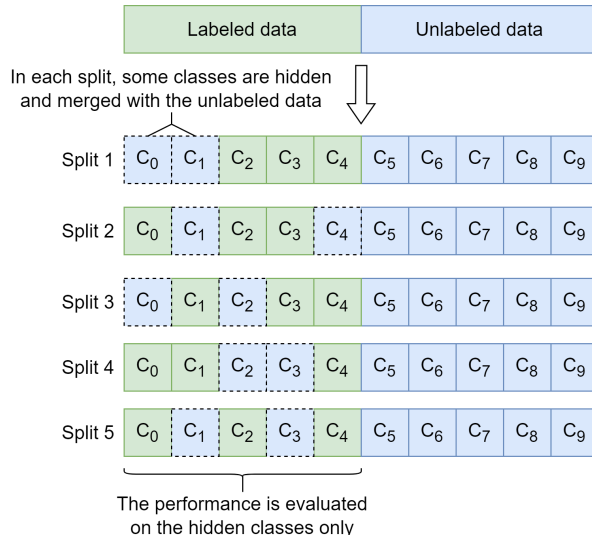 Labeled data Unlabeled data
In each split, some classes are hidden
and merged with the unlabeled data
Split 1 C0 C1 C2 C3 C4 C5 C6 C7 C8 C9
Split 2 C0 C1 C2 C3 C4 C5 C6 C7 C8 C9
Split 3 C0 C1 C2 C3 C4 C5 C6 C7 C8 C9
Split 4 C0 C1 C2 C3 C4 C5 C6 C7 C8 C9
Split 5 C0 C1 C2 C3 C4 C5 C6 C7 C8 C9
The performance is evaluated
on the hidden classes only